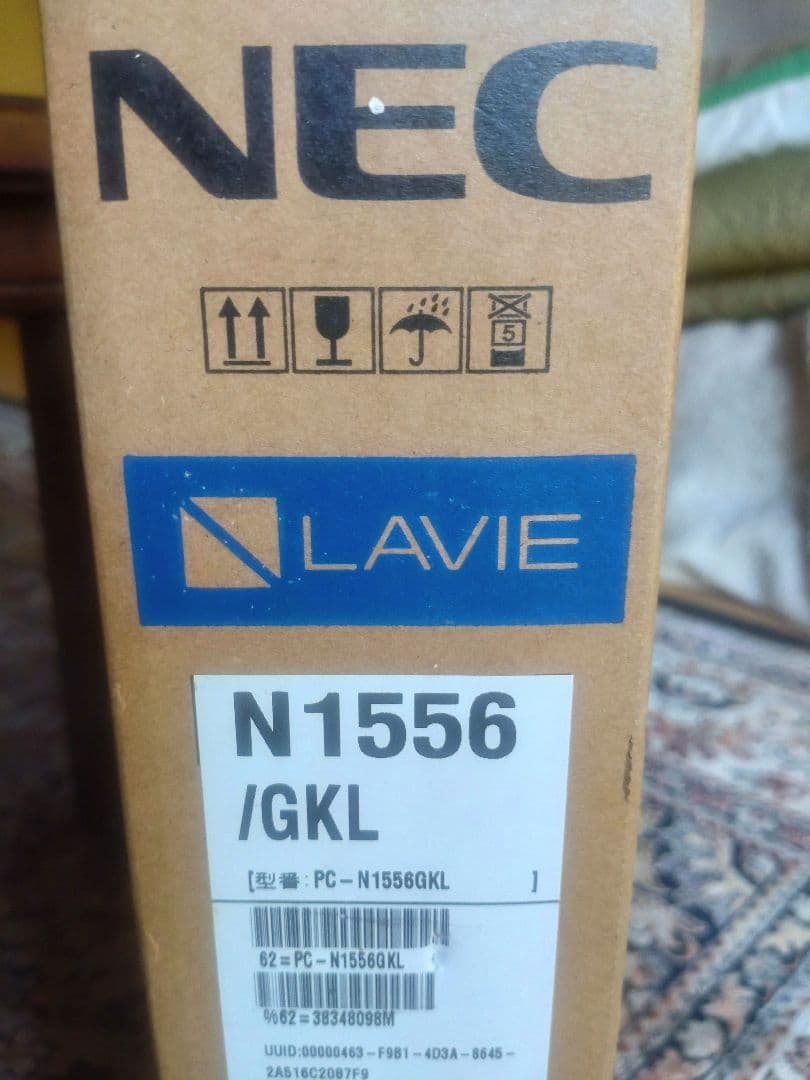 NEC
5
LAVIE
N1556
/GKL
[型番:PC-N1556GKL ]
62=PC-N1556GKL
%62=38348098M
UUID:00000463-F9B1-4D3A-8645-
2A516C2087F9